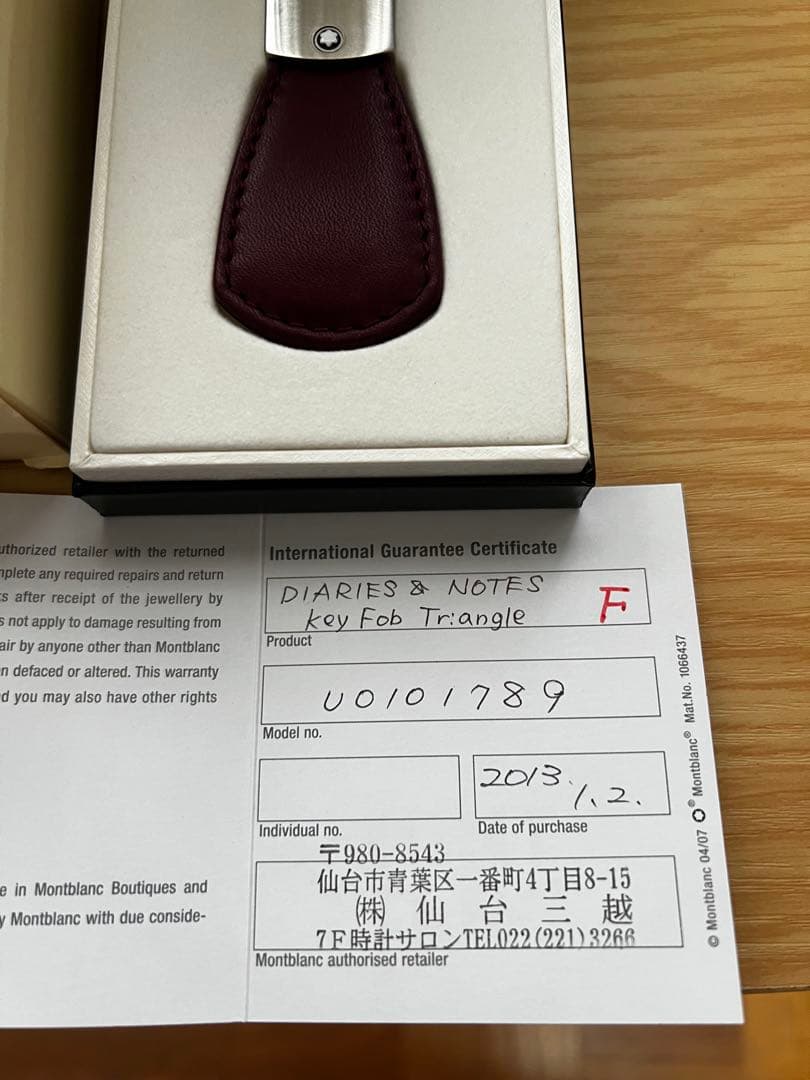 uthorized retailer with the returned
mplete any required repairs and return
s after receipt of the jewellery by
s not apply to damage resulting from
air by anyone other than Montblanc
n defaced or altered. This warranty
d you may also have other rights
e in Montblanc Boutiques and
y Montblanc with due conside-
International Guarantee Certificate
DIARIES & NOTES
Key Fob Triangle
F
Product
U0101789
Model no.
Individual no.
2013.1.2.
Date of purchase
〒980-8543
仙台市青葉区一番町4丁目8-15
㈱ 仙台三越
7F時計サロンTEL022(221)3266
Montblanc authorised retailer
© Montblanc 04/07 ® Montblanc® Mat.No. 1066437